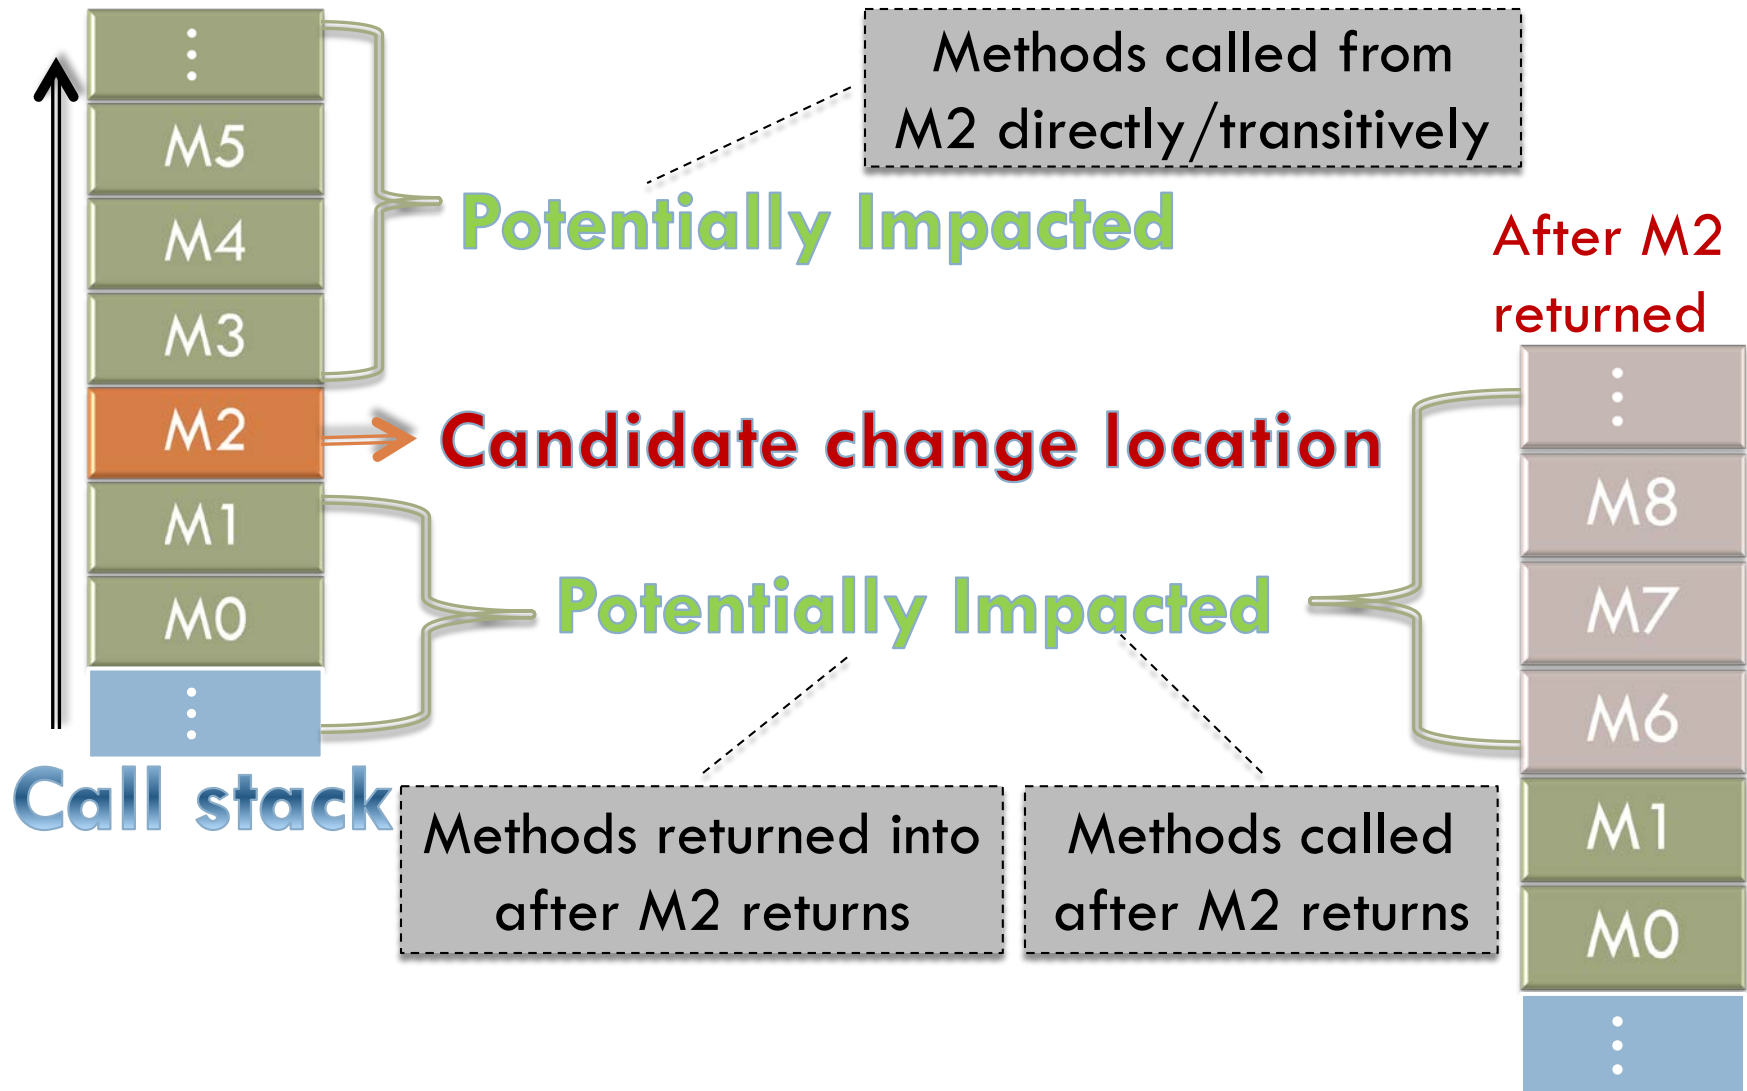 Methods called from
M2 directly/transitively
⋮
M5
M4
M3
M2
M1
M0
⋮
Call stack
Potentially Impacted
Candidate change location
Potentially Impacted
Methods returned into
after M2 returns
Methods called
after M2 returns
After M2
returned
⋮
M8
M7
M6
M1
M0
⋮